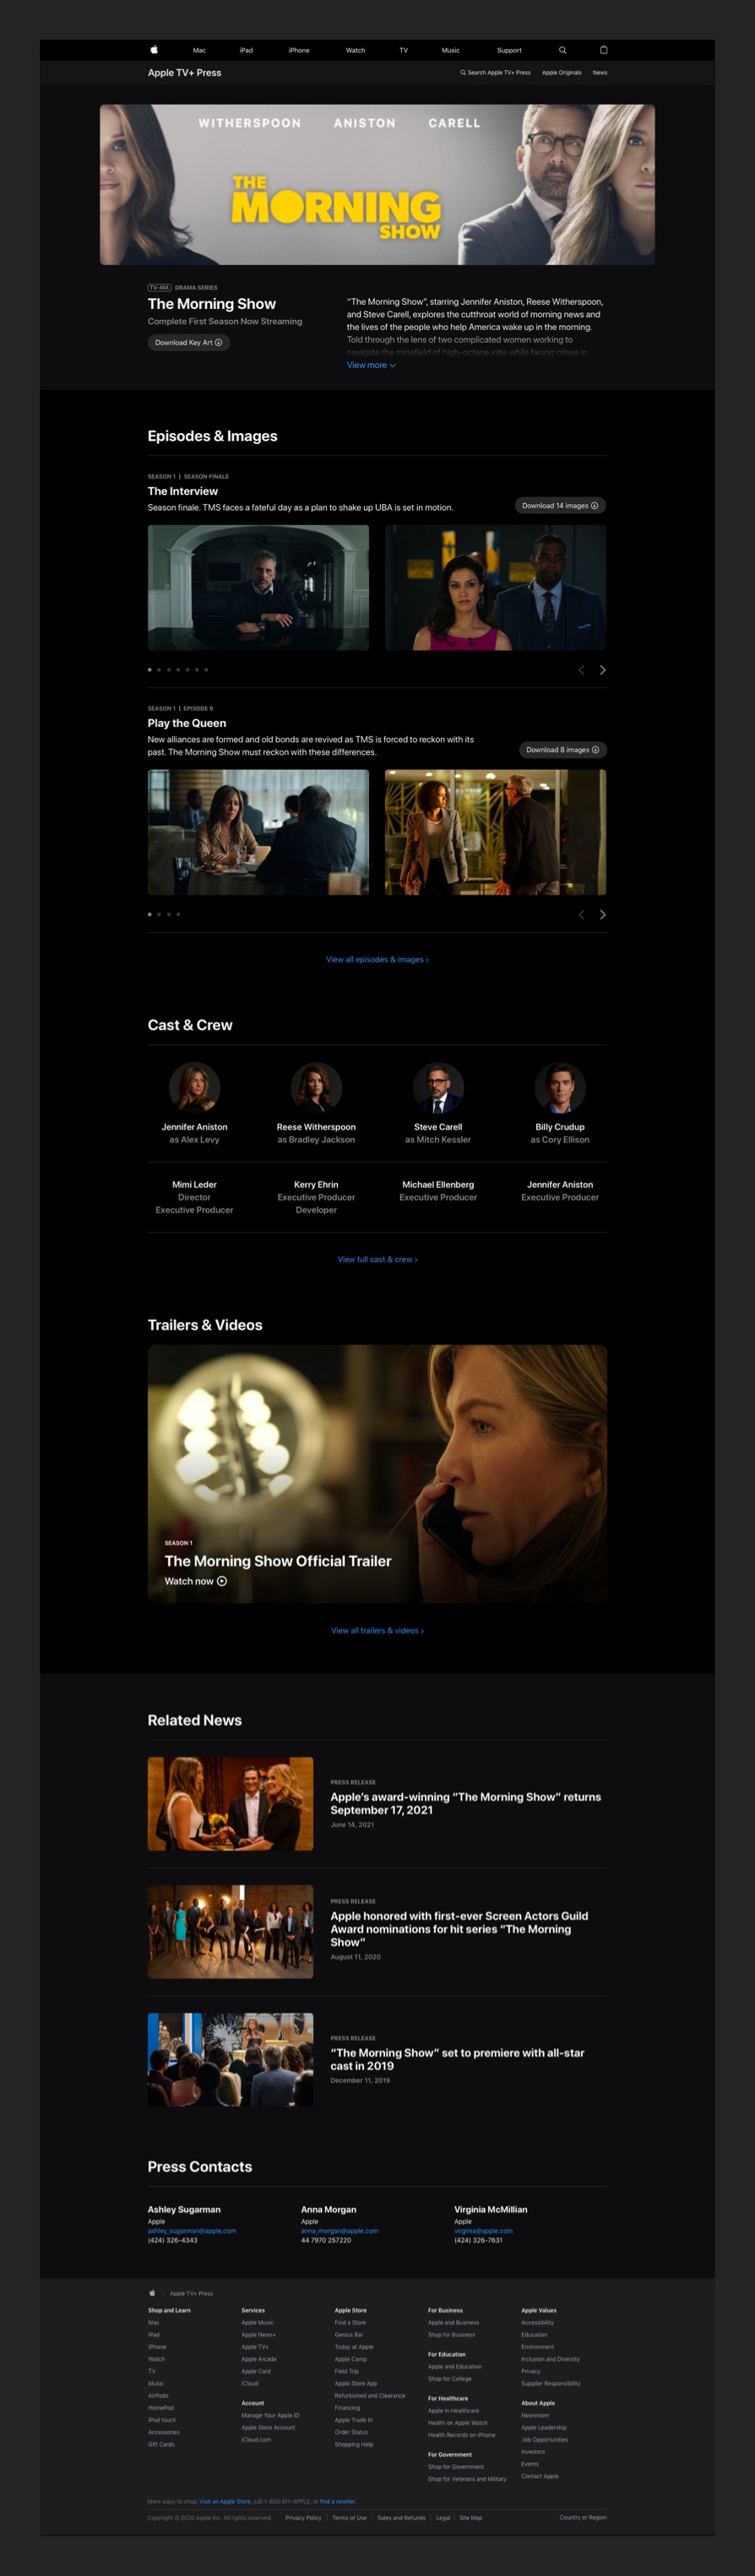 Mac
iPad
iPhone
Watch
TV
Music
Support
Apple TV+ Press
Search Apple TV+ Press
Apple Originals
News
WITHERSPOON ANISTON CARELL
THE
MORNING
SHOW
TV-MA DRAMA SERIES
The Morning Show
Complete First Season Now Streaming
Download Key Art
“The Morning Show”, starring Jennifer Aniston, Reese Witherspoon,
and Steve Carell, explores the cutthroat world of morning news and
the lives of the people who help America wake up in the morning.
Told through the lens of two complicated women working to
navigate the minefield of high-octane jobs while facing crises in
View more
Episodes & Images
SEASON 1 | SEASON FINALE
The Interview
Season finale. TMS faces a fateful day as a plan to shake up UBA is set in motion.
Download 14 images
SEASON 1 | EPISODE 9
Play the Queen
New alliances are formed and old bonds are revived as TMS is forced to reckon with its
past. The Morning Show must reckon with these differences.
Download 8 images
View all episodes & images ›
Cast & Crew
Jennifer Aniston
as Alex Levy
Reese Witherspoon
as Bradley Jackson
Steve Carell
as Mitch Kessler
Billy Crudup
as Cory Ellison
Mimi Leder
Director
Executive Producer
Kerry Ehrin
Executive Producer
Developer
Michael Ellenberg
Executive Producer
Jennifer Aniston
Executive Producer
View full cast & crew ›
Trailers & Videos
SEASON 1
The Morning Show Official Trailer
Watch now
View all trailers & videos ›
Related News
PRESS RELEASE
Apple’s award-winning “The Morning Show” returns
September 17, 2021
June 14, 2021
PRESS RELEASE
Apple honored with first-ever Screen Actors Guild
Award nominations for hit series “The Morning
Show”
August 11, 2020
PRESS RELEASE
“The Morning Show” set to premiere with all-star
cast in 2019
December 11, 2019
Press Contacts
Ashley Sugarman
Apple
ashley_sugarman@apple.com
(424) 326-4343
Anna Morgan
Apple
anna_morgan@apple.com
44 7970 257220
Virginia McMillian
Apple
virginia@apple.com
(424) 326-7631
Apple TV+ Press
Shop and Learn
Mac
iPad
iPhone
Watch
TV
Music
AirPods
HomePod
iPod touch
Accessories
Gift Cards
Services
Apple Music
Apple News+
Apple TV+
Apple Arcade
Apple Card
iCloud
Account
Manage Your Apple ID
Apple Store Account
iCloud.com
Apple Store
Find a Store
Genius Bar
Today at Apple
Apple Camp
Field Trip
Apple Store App
Refurbished and Clearance
Financing
Apple Trade In
Order Status
Shopping Help
For Business
Apple and Business
Shop for Business
For Education
Apple and Education
Shop for College
For Healthcare
Apple in Healthcare
Health on Apple Watch
Health Records on iPhone
For Government
Shop for Government
Shop for Veterans and Military
Apple Values
Accessibility
Education
Environment
Inclusion and Diversity
Privacy
Supplier Responsibility
About Apple
Newsroom
Apple Leadership
Job Opportunities
Investors
Events
Contact Apple
More ways to shop: Visit an Apple Store, call 1-800-MY-APPLE, or find a reseller.
Copyright © 2020 Apple Inc. All rights reserved.
Privacy Policy | Terms of Use | Sales and Refunds | Legal | Site Map
Country or Region